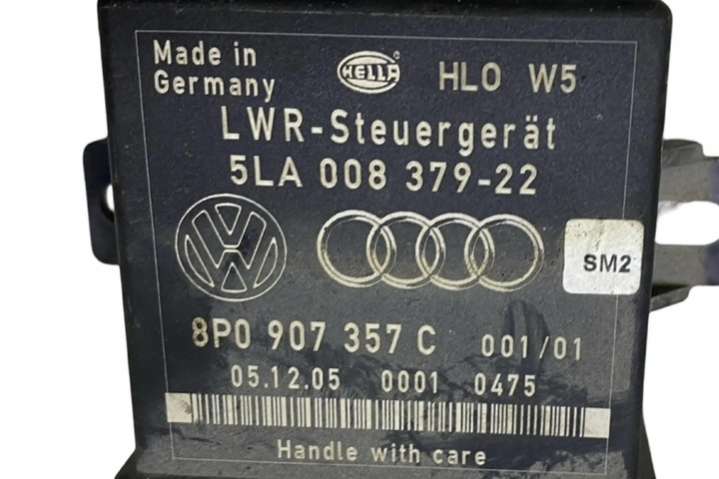 Made in
Germany
HELLA
HLO W5
LWR-Steuergerät
5LA 008 379-22
SM2
8P0 907 357 C 001/01
05.12.05 0001 0475
Handle with care